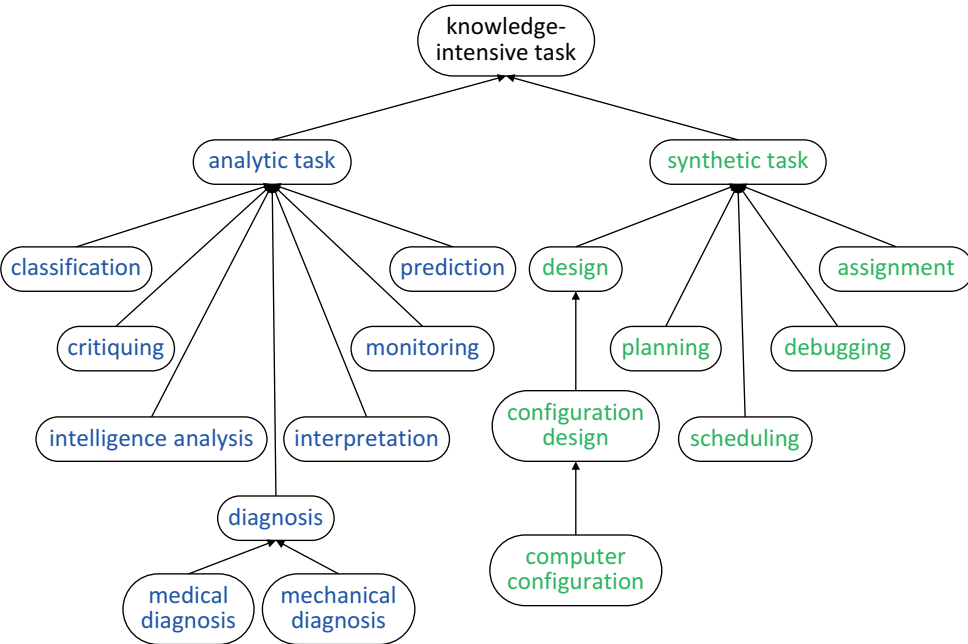 knowledge-
intensive task
analytic task
synthetic task
classification
prediction
design
assignment
critiquing
monitoring
planning
debugging
intelligence analysis
interpretation
configuration
design
scheduling
diagnosis
computer
configuration
medical
diagnosis
mechanical
diagnosis